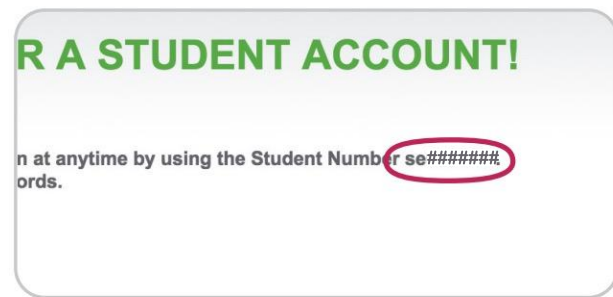 R A STUDENT ACCOUNT!
n at anytime by using the Student Number se#######.
ords.